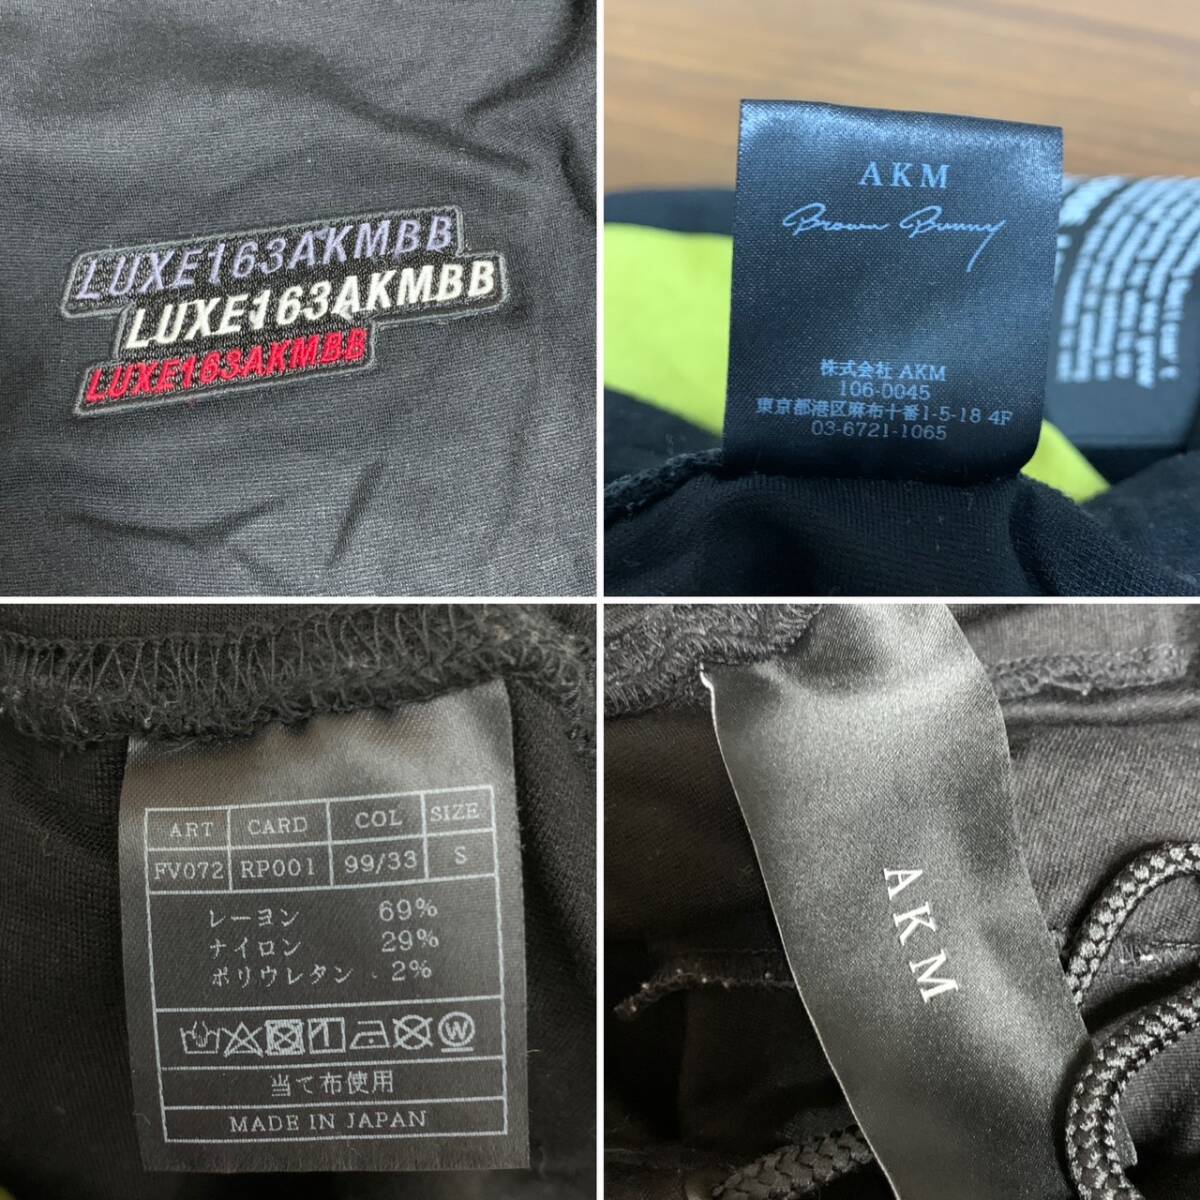 LUXE163AKMBB
LUXE163AKMBB
LUXE163AKMBB
AKM
Brown Bunny
株式会社 AKM
106-0045
東京都港区麻布十番1-5-18 4F
03-6721-1065
ART CARD COL SIZE
FV072 RP001 99/33 S
レーヨン 69%
ナイロン 29%
ポリウレタン 2%
当て布使用
MADE IN JAPAN
AKM